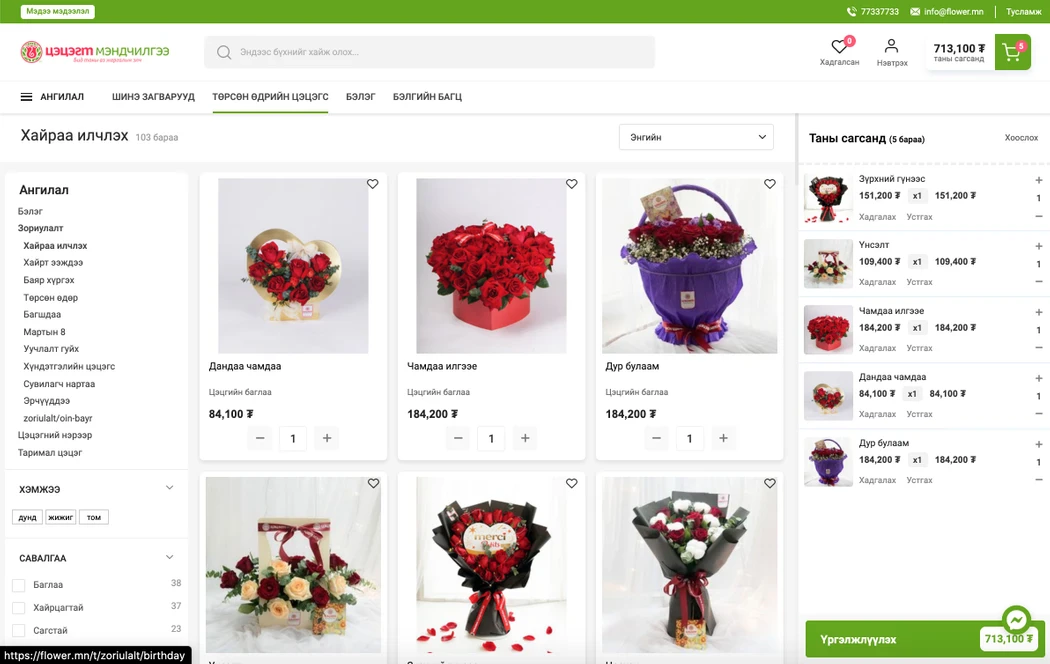 Мэдээ мэдээлэл
77337733
info@flower.mn
Тусламж
ЦЭЦЭГТ МЭНДЧИЛГЭЭ
Эндээс бүхнийг хайж олох...
0
Хадгалсан
Нэвтрэх
713,100 ₮
таны сагсанд
5
АНГИЛАЛ
ШИНЭ ЗАГВАРУУД
ТӨРСӨН ӨДРИЙН ЦЭЦЭГС
БЭЛЭГ
БЭЛГИЙН БАГЦ
Хайраа илчлэх 103 бараа
Энгийн
Таны сагсанд (5 бараа)
Хоослох
Ангилал
Бэлэг
Зориулалт
Хайраа илчлэх
Хайрт ээждээ
Баяр хүргэх
Төрсөн өдөр
Багшдаа
Мартын 8
Уучлалт гуйх
Хүндэтгэлийн цэцэгс
Сувилагч нартаа
Эрчүүддээ
zoriulalt/oin-bayr
Цэцэгний нэрээр
Таримал цэцэг
ХЭМЖЭЭ
дунд
жижиг
том
САВАЛГАА
Баглаа 38
Хайрцагтай 37
Сагстай 23
https://flower.mn/t/zoriulalt/birthday
Дандаа чамдаа
Цэцгийн баглаа
84,100 ₮
1
Чамдаа илгээе
Цэцгийн баглаа
184,200 ₮
1
Дур булаам
Цэцгийн баглаа
184,200 ₮
1
merci
Зүрхний гүнээс
151,200 ₮ x1 151,200 ₮
1
Хадгалах Устгах
Үнсэлт
109,400 ₮ x1 109,400 ₮
1
Хадгалах Устгах
Чамдаа илгээе
184,200 ₮ x1 184,200 ₮
1
Хадгалах Устгах
Дандаа чамдаа
84,100 ₮ x1 84,100 ₮
1
Хадгалах Устгах
Дур булаам
184,200 ₮ x1 184,200 ₮
1
Хадгалах Устгах
Үргэлжлүүлэх
713,100 ₮